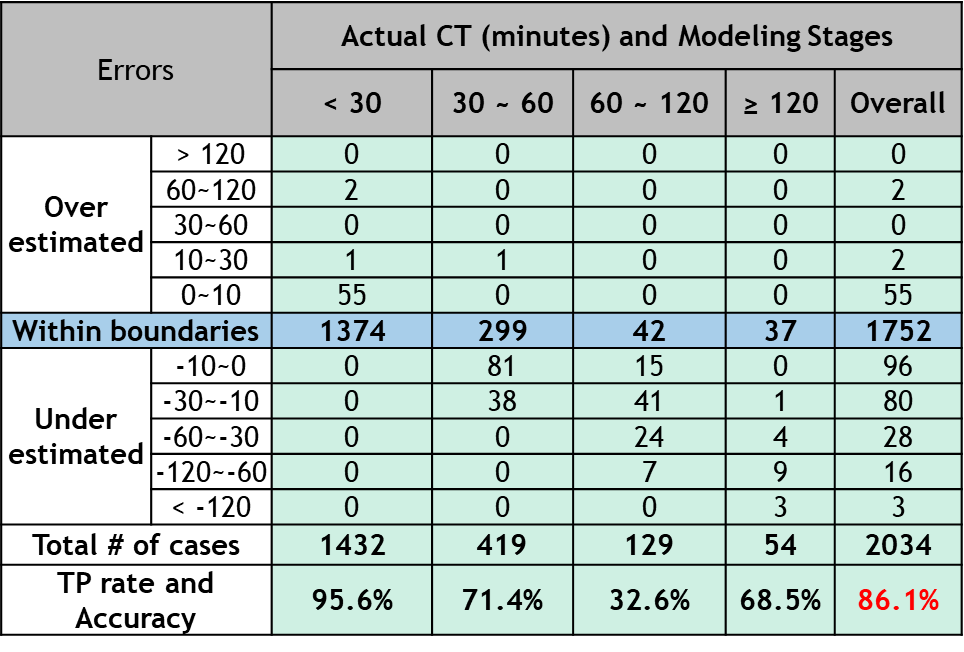 Errors
Actual CT (minutes) and Modeling Stages
< 30 30 ~ 60 60 ~ 120 ≥ 120 Overall
Over
estimated
> 120 0 0 0 0 0
60~120 2 0 0 0 2
30~60 0 0 0 0 0
10~30 1 1 0 0 2
0~10 55 0 0 0 55
Within boundaries 1374 299 42 37 1752
Under
estimated
-10~0 0 81 15 0 96
-30~-10 0 38 41 1 80
-60~-30 0 0 24 4 28
-120~-60 0 0 7 9 16
< -120 0 0 0 3 3
Total # of cases 1432 419 129 54 2034
TP rate and
Accuracy
95.6% 71.4% 32.6% 68.5% 86.1%